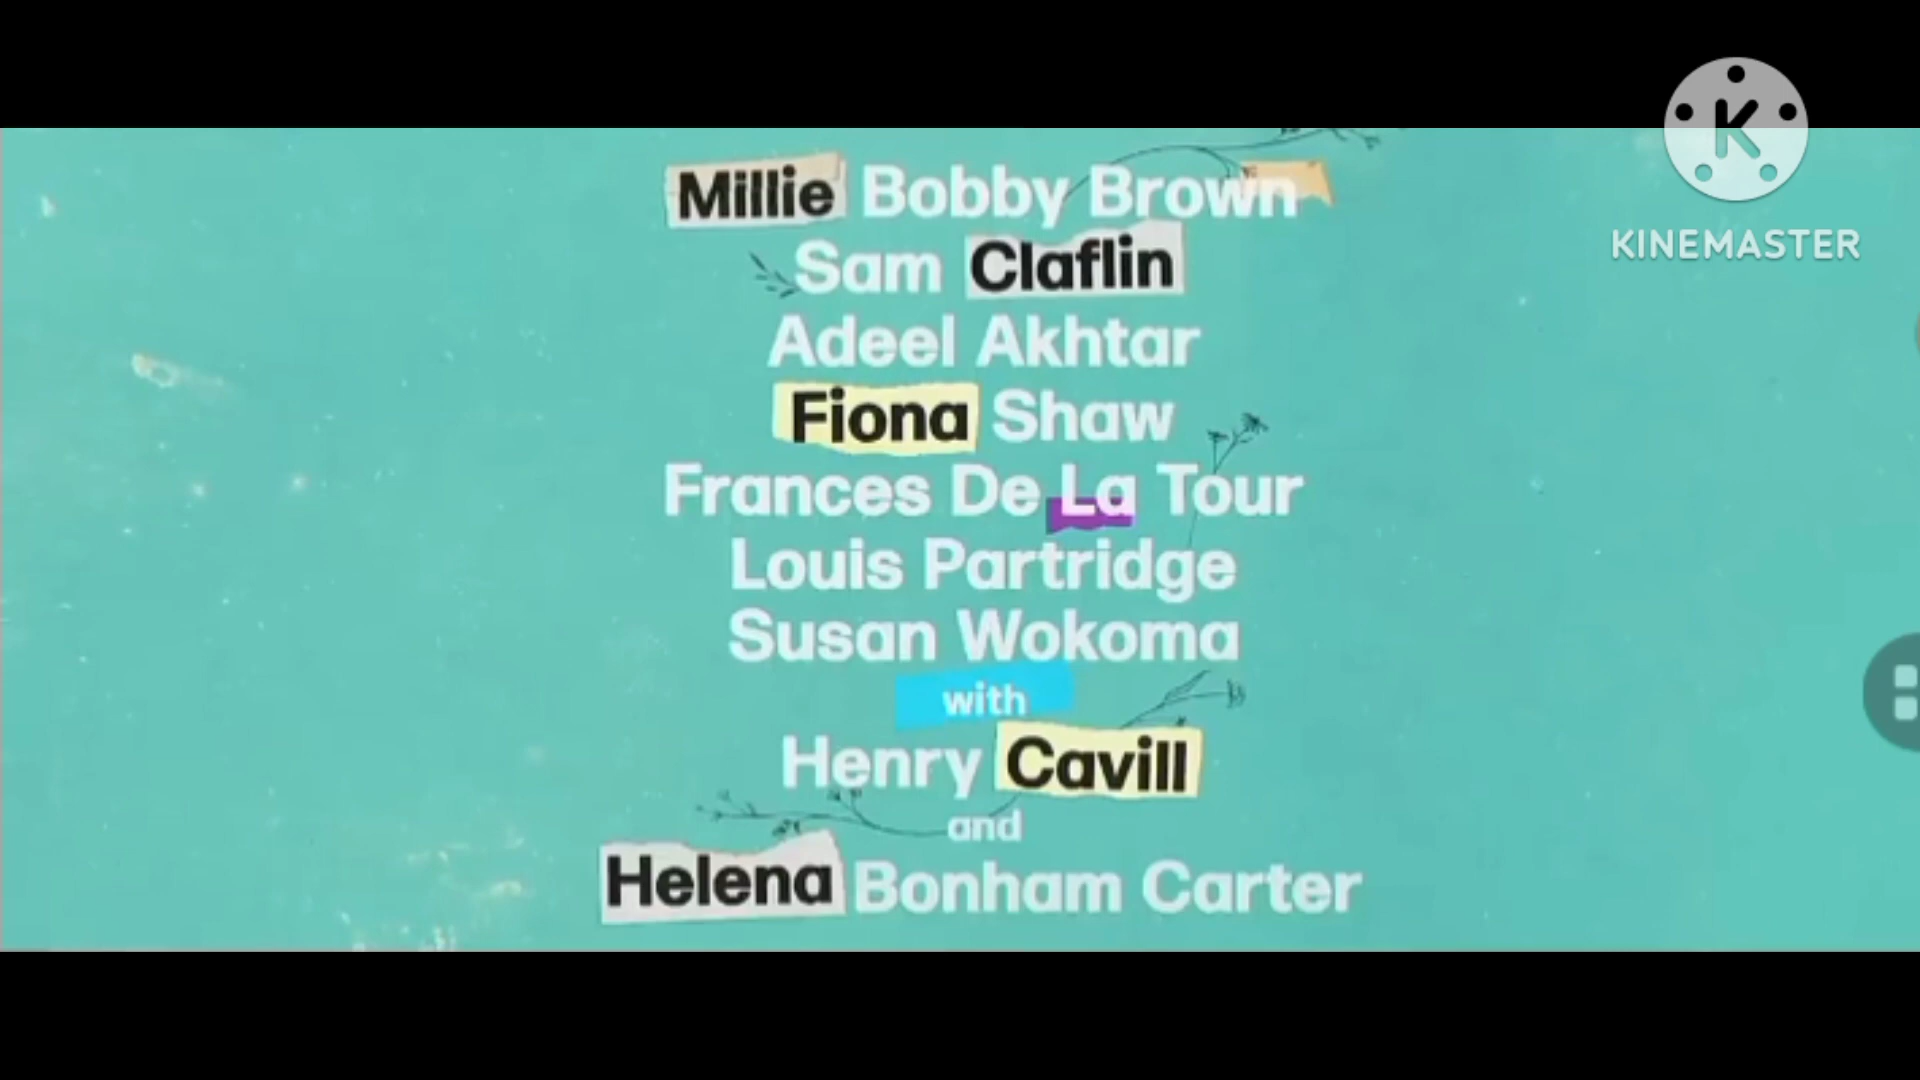 Millie Bobby Brown
Sam Claflin
Adeel Akhtar
Fiona Shaw
Frances De La Tour
Louis Partridge
Susan Wokoma
with
Henry Cavill
and
Helena Bonham Carter
K
KINEMASTER